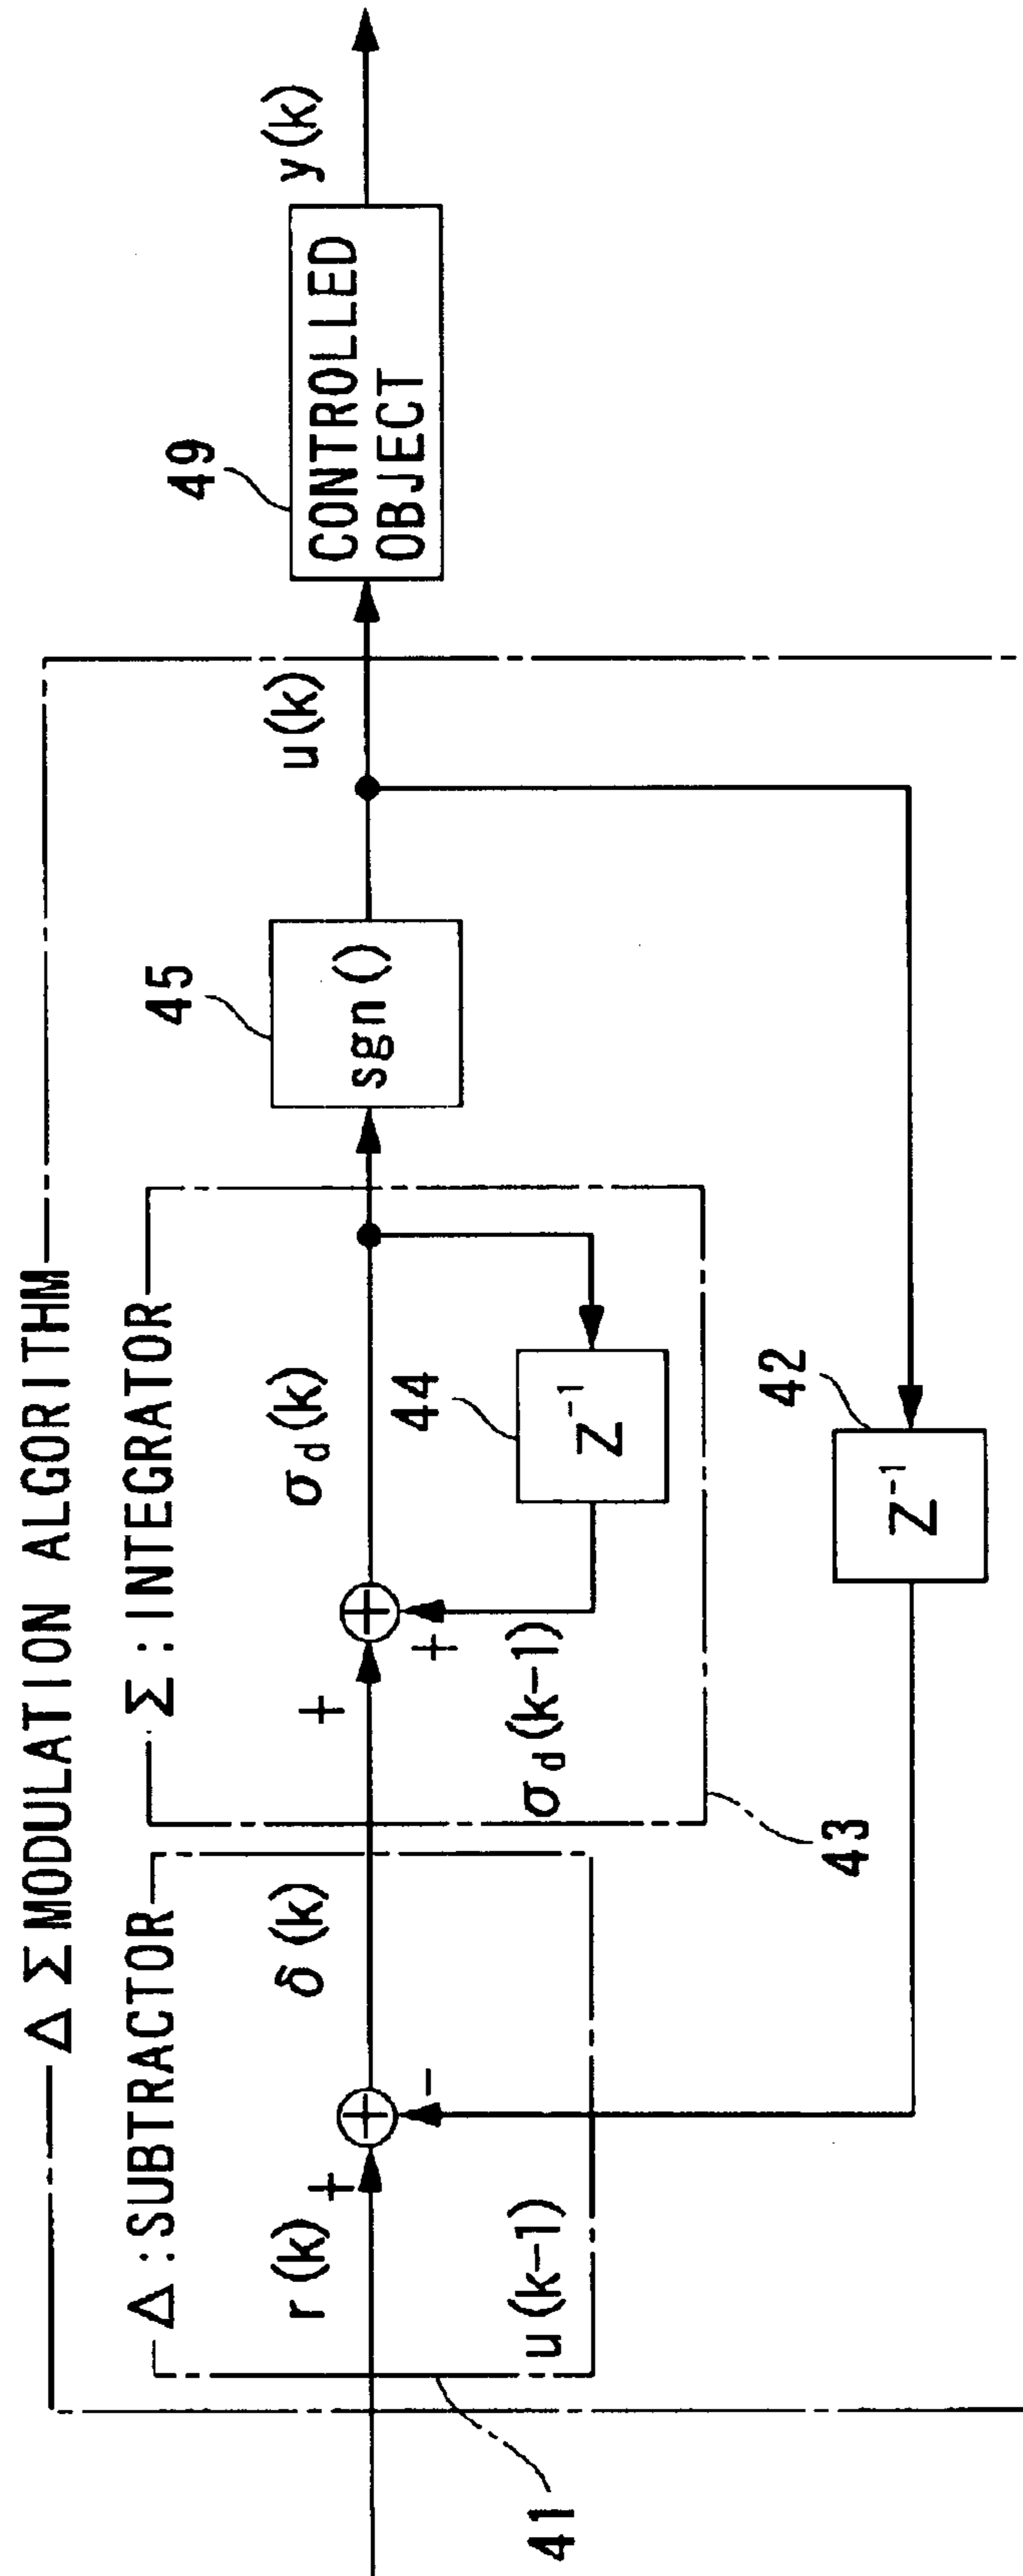 Δ Σ MODULATION ALGORITHM
Δ : SUBTRACTOR
Σ : INTEGRATOR
r(k)
+
-
δ(k)
u(k-1)
41
+
+
σd(k)
σd(k-1)
44
Z⁻¹
43
45
sgn()
u(k)
42
Z⁻¹
49
CONTROLLED
OBJECT
y(k)